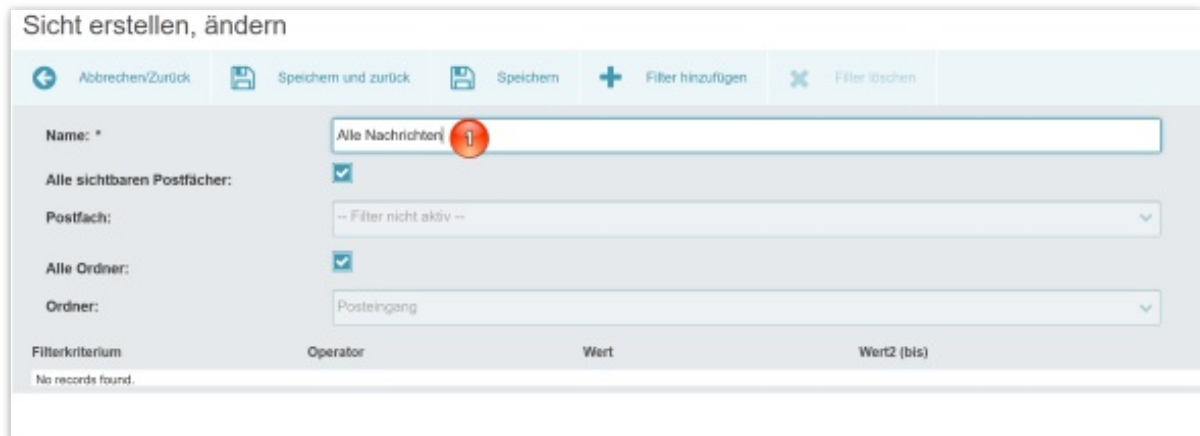 Sicht erstellen, ändern
Abbrechen/Zurück Speichern und zurück Speichern Filter hinzufügen Filter löschen
Name: * Alle Nachrichten 1
Alle sichtbaren Postfächer:
Postfach: -- Filter nicht aktiv --
Alle Ordner:
Ordner: Posteingang
Filterkriterium Operator Wert Wert2 (bis)
No records found.